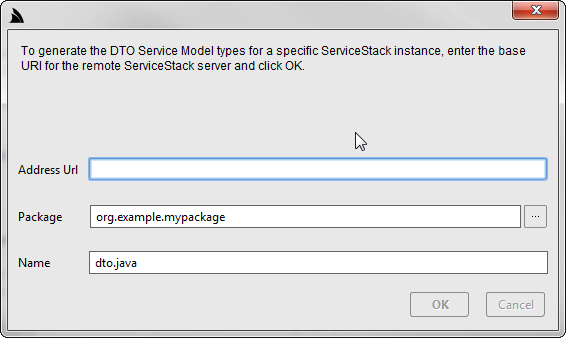 To generate the DTO Service Model types for a specific ServiceStack instance, enter the base
URI for the remote ServiceStack server and click OK.
Address Url
Package org.example.mypackage ...
Name dto.java
OK Cancel